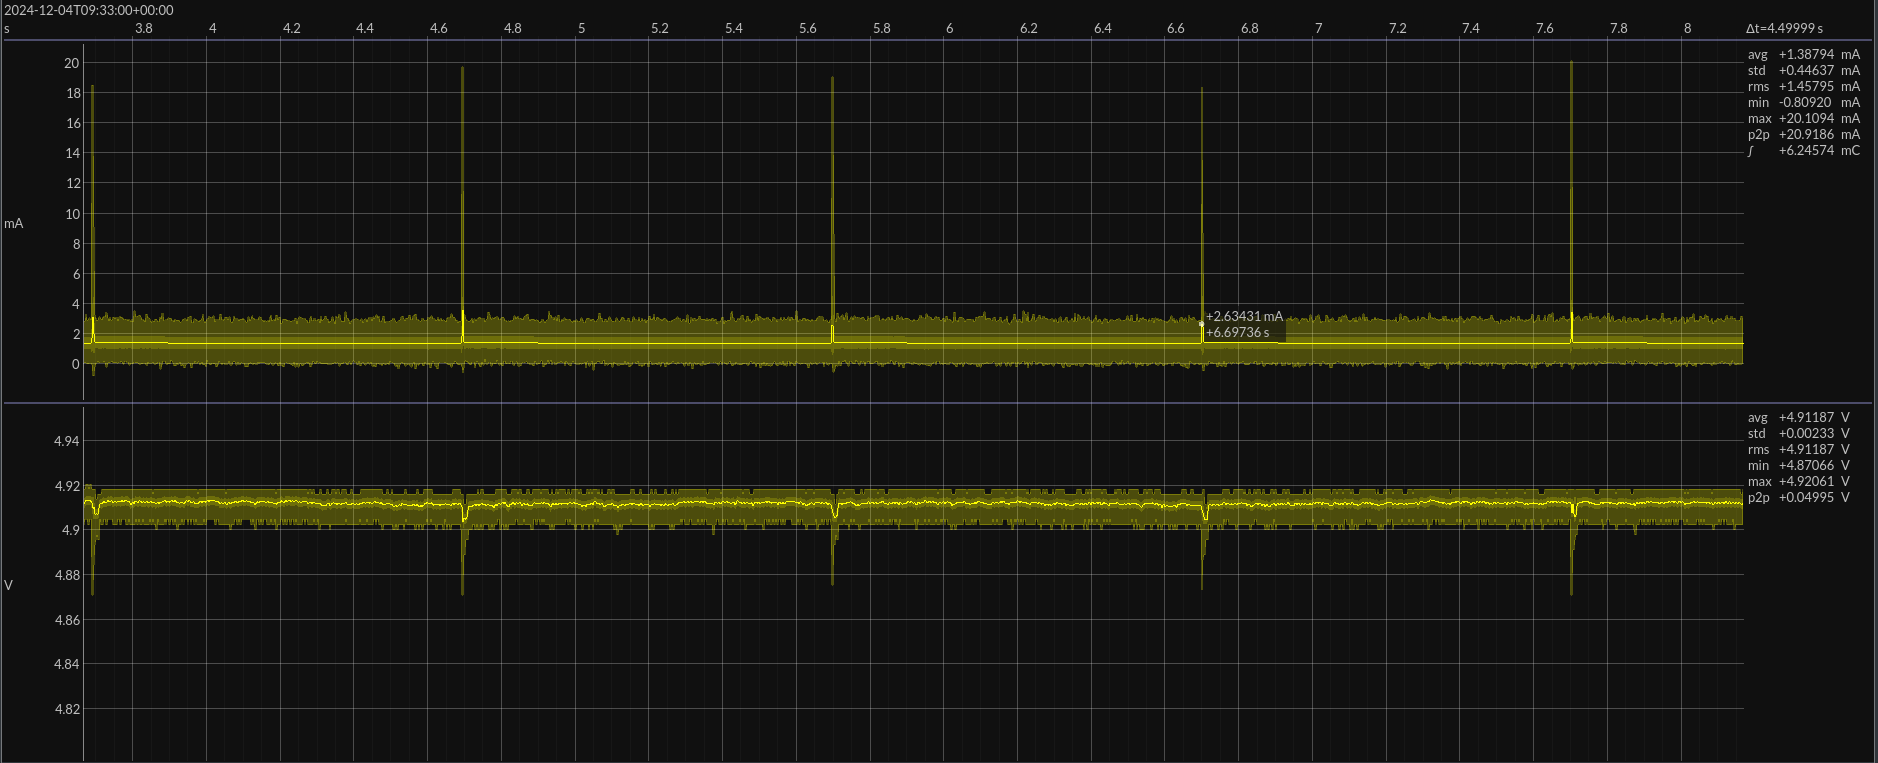 2024-12-04T09:33:00+00:00
s 3.8 4 4.2 4.4 4.6 4.8 5 5.2 5.4 5.6 5.8 6 6.2 6.4 6.6 6.8 7 7.2 7.4 7.6 7.8 8 Δt=4.49999 s
avg +1.38794 mA
std +0.44637 mA
rms +1.45795 mA
min -0.80920 mA
max +20.1094 mA
p2p +20.9186 mA
∫ +6.24574 mC
20
18
16
14
12
10
mA
8
6
4
2
0
+2.63431 mA
+6.69736 s
avg +4.91187 V
std +0.00233 V
rms +4.91187 V
min +4.87066 V
max +4.92061 V
p2p +0.04995 V
4.94
4.92
4.9
4.88
V
4.86
4.84
4.82